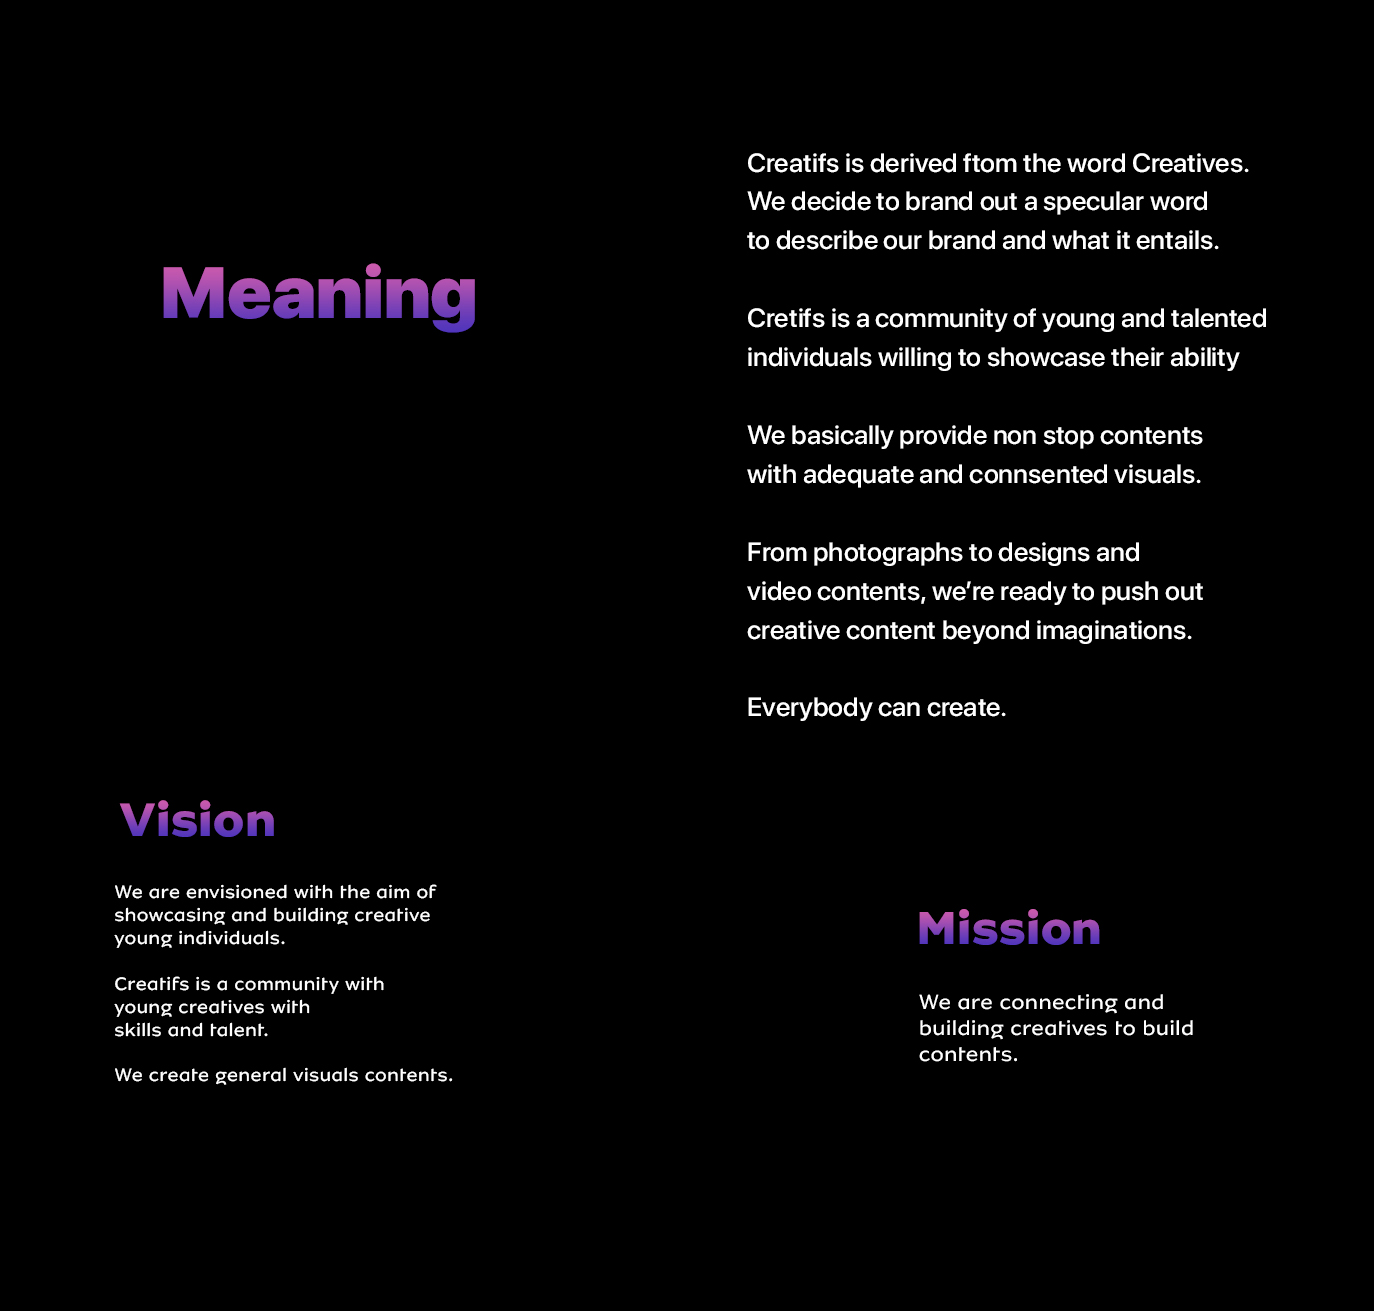 Meaning
Creatifs is derived ftom the word Creatives.
We decide to brand out a specular word
to describe our brand and what it entails.
Cretifs is a community of young and talented
individuals willing to showcase their ability
We basically provide non stop contents
with adequate and connsented visuals.
From photographs to designs and
video contents, we’re ready to push out
creative content beyond imaginations.
Everybody can create.
Vision
We are envisioned with the aim of
showcasing and building creative
young individuals.
Creatifs is a community with
young creatives with
skills and talent.
We create general visuals contents.
Mission
We are connecting and
building creatives to build
contents.